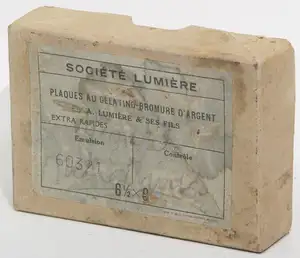 SOCIÉTÉ LUMIÈRE
PLAQUES AU GÉLATINO-BROMURE D'ARGENT
A. LUMIÈRE & SES FILS
EXTRA RAPIDES
Emulsion Contrôle
6½×9